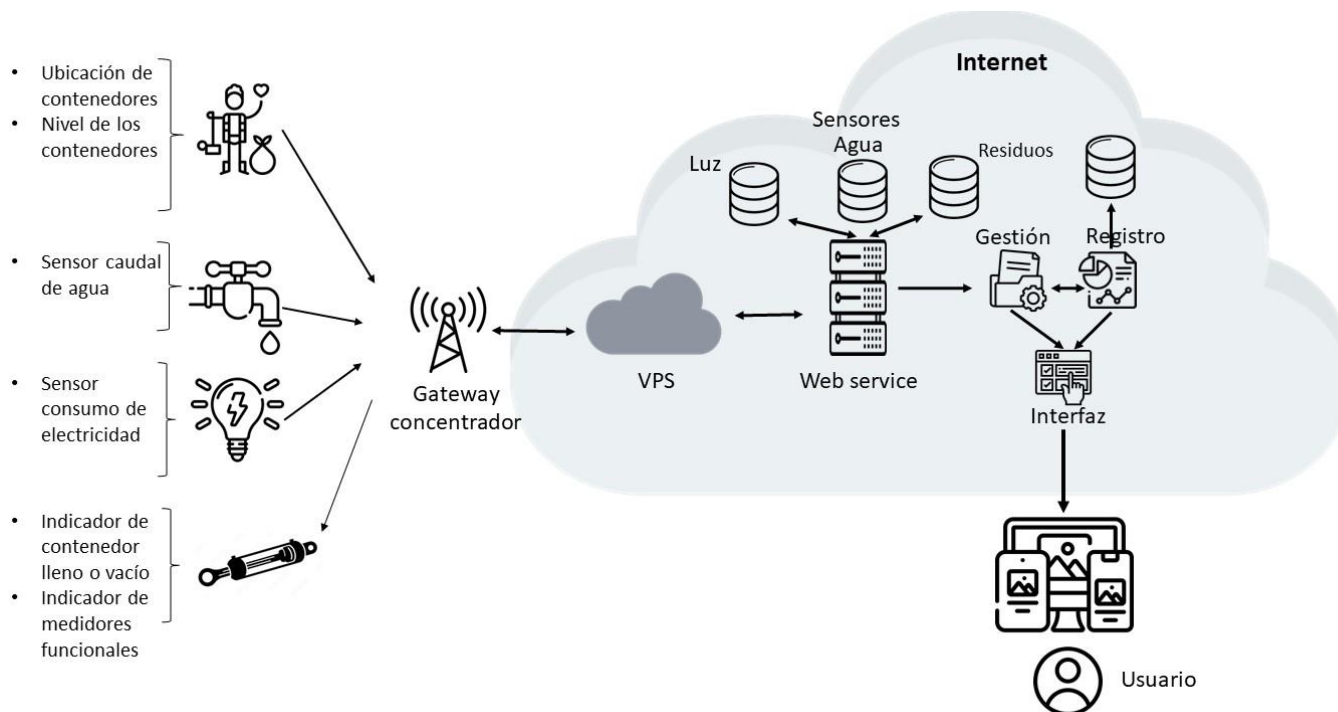 • Ubicación de
contenedores
• Nivel de los
contenedores
• Sensor caudal
de agua
• Sensor
consumo de
electricidad
• Indicador de
contenedor
lleno o vacío
• Indicador de
medidores
funcionales
Gateway
concentrador
Internet
Sensores
Agua
Luz
Residuos
Gestión
Registro
VPS
Web service
Interfaz
Usuario